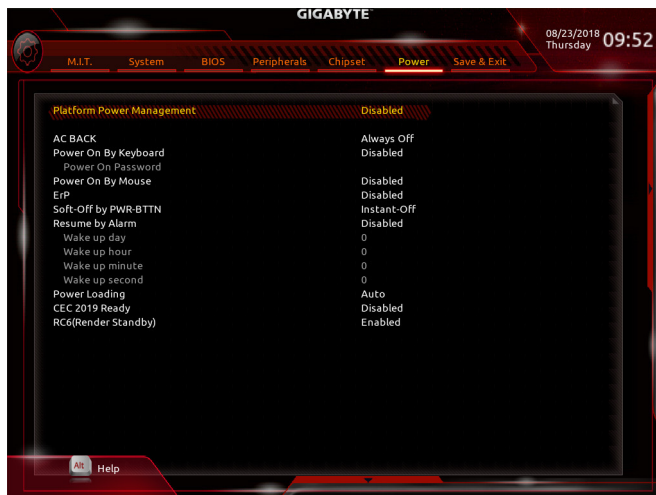 GIGABYTE™
08/23/2018 Thursday 09:52
M.I.T. System BIOS Peripherals Chipset Power Save & Exit
Platform Power Management Disabled
AC BACK Always Off
Power On By Keyboard Disabled
Power On Password
Power On By Mouse Disabled
ErP Disabled
Soft-Off by PWR-BTTN Instant-Off
Resume by Alarm Disabled
Wake up day 0
Wake up hour 0
Wake up minute 0
Wake up second 0
Power Loading Auto
CEC 2019 Ready Disabled
RC6(Render Standby) Enabled
Alt Help